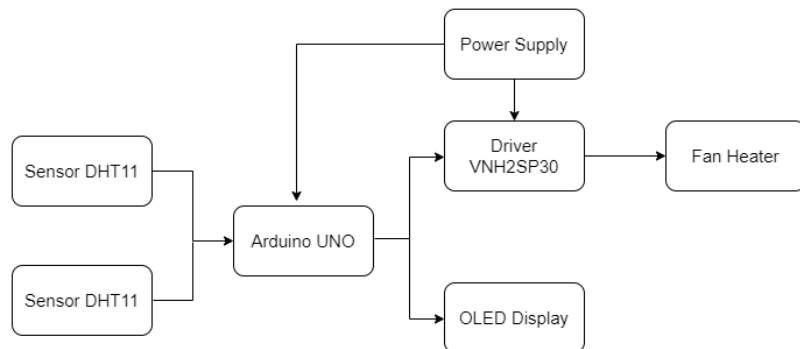 Power Supply
Sensor DHT11
Driver
VNH2SP30
Fan Heater
Arduino UNO
Sensor DHT11
OLED Display